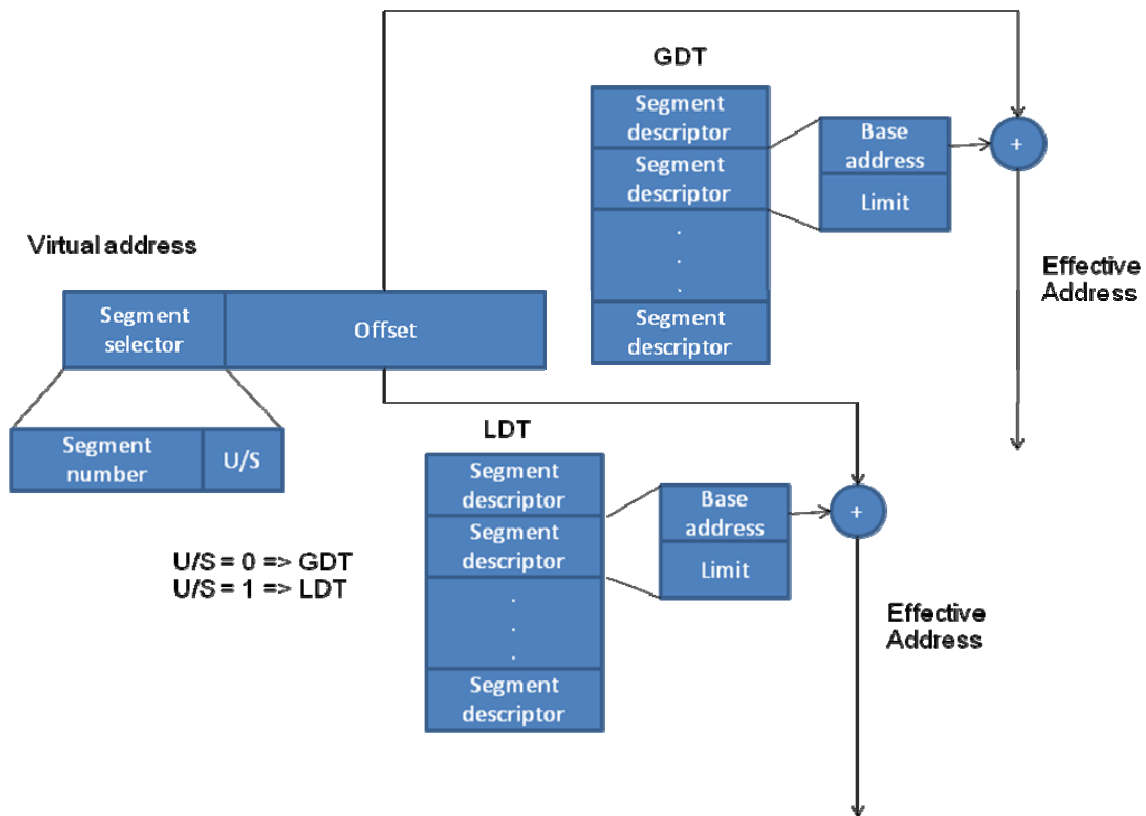 GDT
Segment
descriptor
Segment
descriptor
.
.
.
Segment
descriptor
Base
address
Limit
+
Effective
Address
Virtual address
Segment
selector
Offset
Segment
number
U/S
U/S = 0 => GDT
U/S = 1 => LDT
LDT
Segment
descriptor
Segment
descriptor
.
.
.
Segment
descriptor
Base
address
Limit
+
Effective
Address